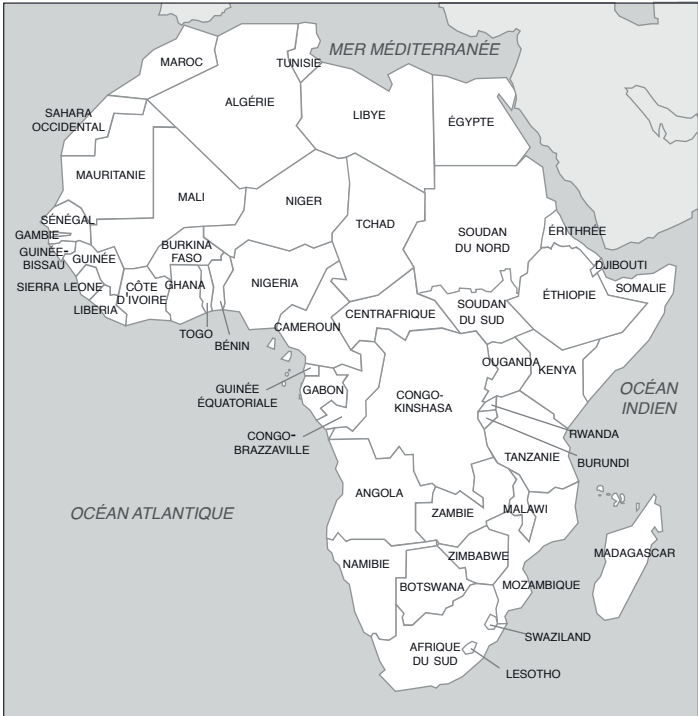 MER MÉDITERRANÉE
MAROC
TUNISIE
ALGÉRIE
LIBYE
ÉGYPTE
SAHARA
OCCIDENTAL
MAURITANIE
MALI
NIGER
TCHAD
SOUDAN
DU NORD
ÉRITHRÉE
SÉNÉGAL
GAMBIE
GUINÉE-
BISSAU
GUINÉE
BURKINA
FASO
DJIBOUTI
SIERRA LEONE
CÔTE
D'IVOIRE
GHANA
NIGERIA
ÉTHIOPIE
SOMALIE
LIBERIA
TOGO
BÉNIN
CAMEROUN
CENTRAFRIQUE
SOUDAN
DU SUD
GUINÉE
ÉQUATORIALE
GABON
CONGO-
KINSHASA
OUGANDA
KENYA
OCÉAN
INDIEN
CONGO-
BRAZZAVILLE
RWANDA
BURUNDI
TANZANIE
OCÉAN ATLANTIQUE
ANGOLA
ZAMBIE
MALAWI
NAMIBIE
ZIMBABWE
MADAGASCAR
BOTSWANA
MOZAMBIQUE
AFRIQUE
DU SUD
SWAZILAND
LESOTHO